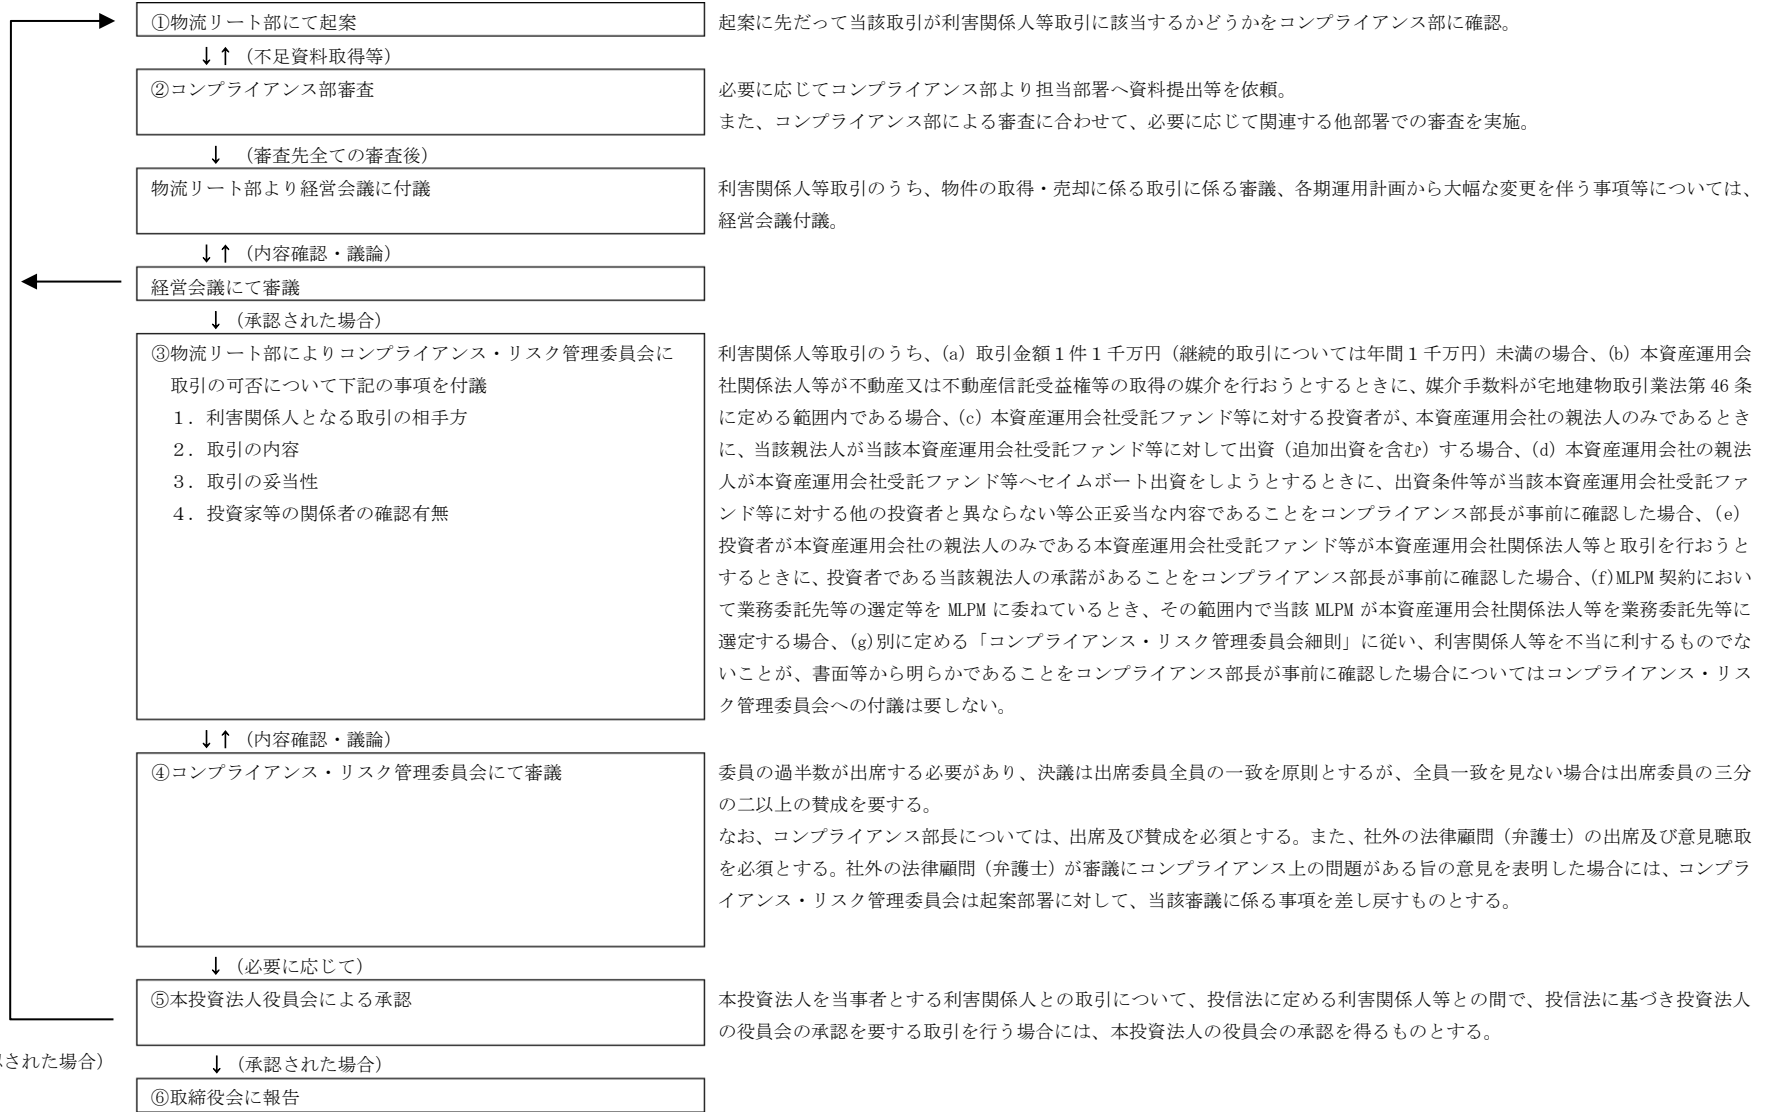 ①物流リート部にて起案
起案に先だって当該取引が利害関係人等取引に該当するかどうかをコンプライアンス部に確認。
↓↑（不足資料取得等）
②コンプライアンス部審査
必要に応じてコンプライアンス部より担当部署へ資料提出等を依頼。
また、コンプライアンス部による審査に合わせて、必要に応じて関連する他部署での審査を実施。
↓（審査先全ての審査後）
物流リート部より経営会議に付議
利害関係人等取引のうち、物件の取得・売却に係る取引に係る審議、各期運用計画から大幅な変更を伴う事項等については、
経営会議付議。
↓↑（内容確認・議論）
経営会議にて審議
↓（承認された場合）
③物流リート部によりコンプライアンス・リスク管理委員会に
取引の可否について下記の事項を付議
１．利害関係人となる取引の相手方
２．取引の内容
３．取引の妥当性
４．投資家等の関係者の確認有無
利害関係人等取引のうち、(a) 取引金額１件１千万円（継続的取引については年間１千万円）未満の場合、(b) 本資産運用会
社関係法人等が不動産又は不動産信託受益権等の取得の媒介を行おうとするときに、媒介手数料が宅地建物取引業法第 46 条
に定める範囲内である場合、(c) 本資産運用会社受託ファンド等に対する投資者が、本資産運用会社の親法人のみであるとき
に、当該親法人が当該本資産運用会社受託ファンド等に対して出資（追加出資を含む）する場合、(d) 本資産運用会社の親法
人が本資産運用会社受託ファンド等へセイムボート出資をしようとするときに、出資条件等が当該本資産運用会社受託ファ
ンド等に対する他の投資者と異ならない等公正妥当な内容であることをコンプライアンス部長が事前に確認した場合、(e)
投資者が本資産運用会社の親法人のみである本資産運用会社受託ファンド等が本資産運用会社関係法人等と取引を行おうと
するときに、投資者である当該親法人の承諾があることをコンプライアンス部長が事前に確認した場合、(f)MLPM 契約におい
て業務委託先等の選定等を MLPM に委ねているとき、その範囲内で当該 MLPM が本資産運用会社関係法人等を業務委託先等に
選定する場合、(g)別に定める「コンプライアンス・リスク管理委員会細則」に従い、利害関係人等を不当に利するものでな
いことが、書面等から明らかであることをコンプライアンス部長が事前に確認した場合についてはコンプライアンス・リス
ク管理委員会への付議は要しない。
↓↑（内容確認・議論）
④コンプライアンス・リスク管理委員会にて審議
委員の過半数が出席する必要があり、決議は出席委員全員の一致を原則とするが、全員一致を見ない場合は出席委員の三分
の二以上の賛成を要する。
なお、コンプライアンス部長については、出席及び賛成を必須とする。また、社外の法律顧問（弁護士）の出席及び意見聴取
を必須とする。社外の法律顧問（弁護士）が審議にコンプライアンス上の問題がある旨の意見を表明した場合には、コンプラ
イアンス・リスク管理委員会は起案部署に対して、当該審議に係る事項を差し戻すものとする。
↓（必要に応じて）
⑤本投資法人役員会による承認
本投資法人を当事者とする利害関係人との取引について、投信法に定める利害関係人等との間で、投信法に基づき投資法人
の役員会の承認を要する取引を行う場合には、本投資法人の役員会の承認を得るものとする。
された場合）
↓（承認された場合）
⑥取締役会に報告